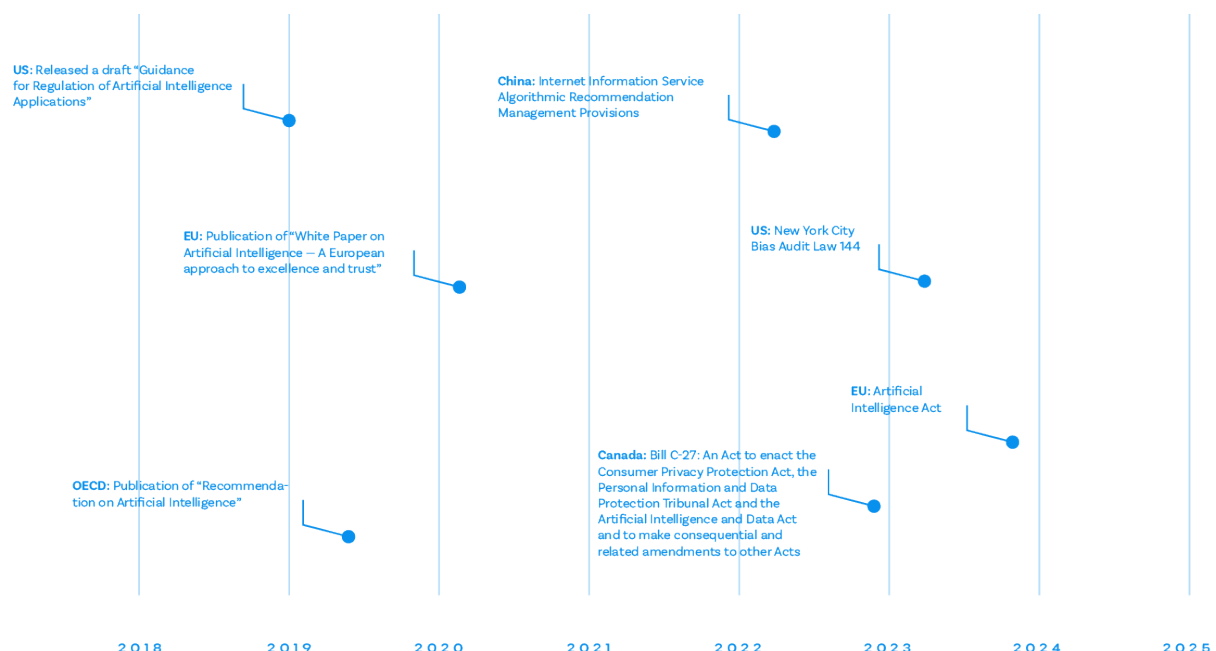 US: Released a draft “Guidance
for Regulation of Artificial Intelligence
Applications”
China: Internet Information Service
Algorithmic Recommendation
Management Provisions
EU: Publication of “White Paper on
Artificial Intelligence – A European
approach to excellence and trust”
US: New York City
Bias Audit Law 144
EU: Artificial
Intelligence Act
Canada: Bill C-27: An Act to enact the
Consumer Privacy Protection Act, the
Personal Information and Data
Protection Tribunal Act and the
Artificial Intelligence and Data Act
and to make consequential and
related amendments to other Acts
OECD: Publication of “Recommenda-
tion on Artificial Intelligence”
2018 2019 2020 2021 2022 2023 2024 2025